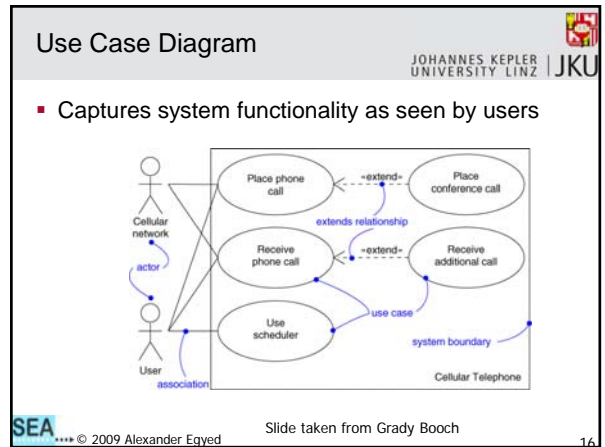 Use Case Diagram
JOHANNES KEPLER
UNIVERSITY LINZ
JKU
Captures system functionality as seen by users
Place phone
call
«extend»
Place
conference call
Cellular
network
extends relationship
actor
Receive
phone call
«extend»
Receive
additional call
use case
Use
scheduler
system boundary
User
association
Cellular Telephone
SEA
© 2009 Alexander Egyed
Slide taken from Grady Booch
16